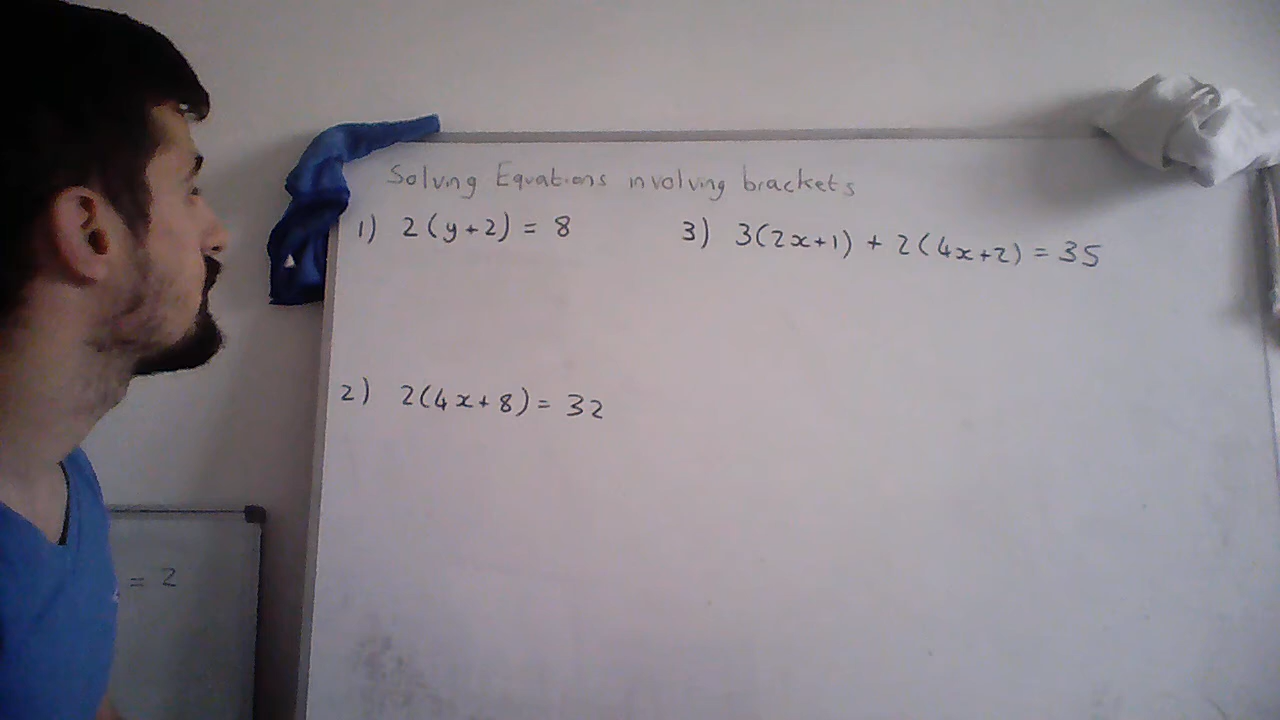 Solving Equations involving brackets
1) 2(y+2) = 8
3) 3(2x+1) + 2(4x+2) = 35
2) 2(4x+8) = 32
= 2